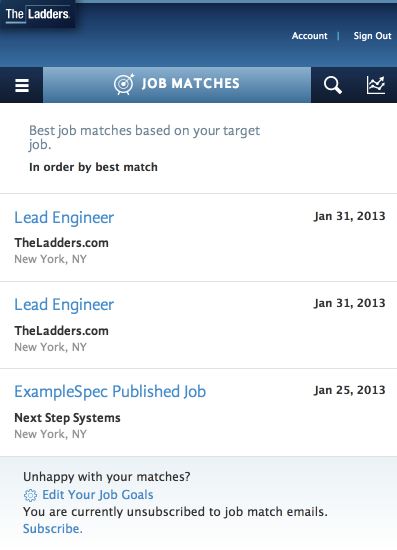 The Ladders.
Account | Sign Out
JOB MATCHES
Best job matches based on your target
job.
In order by best match
Lead Engineer Jan 31, 2013
TheLadders.com
New York, NY
Lead Engineer Jan 31, 2013
TheLadders.com
New York, NY
ExampleSpec Published Job Jan 25, 2013
Next Step Systems
New York, NY
Unhappy with your matches?
Edit Your Job Goals
You are currently unsubscribed to job match emails.
Subscribe.